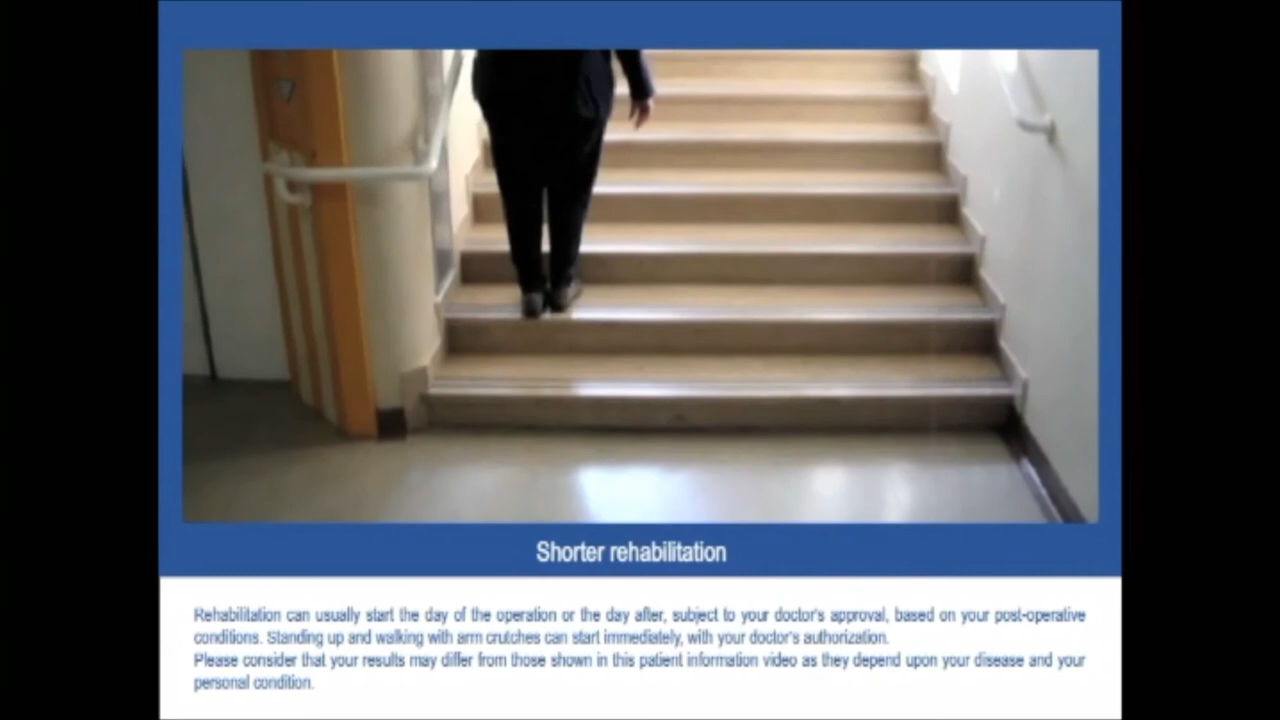 Shorter rehabilitation
Rehabilitation can usually start the day of the operation or the day after, subject to your doctor's approval, based on your post-operative
conditions. Standing up and walking with arm crutches can start immediately, with your doctor's authorization.
Please consider that your results may differ from those shown in this patient information video as they depend upon your disease and your
personal condition.